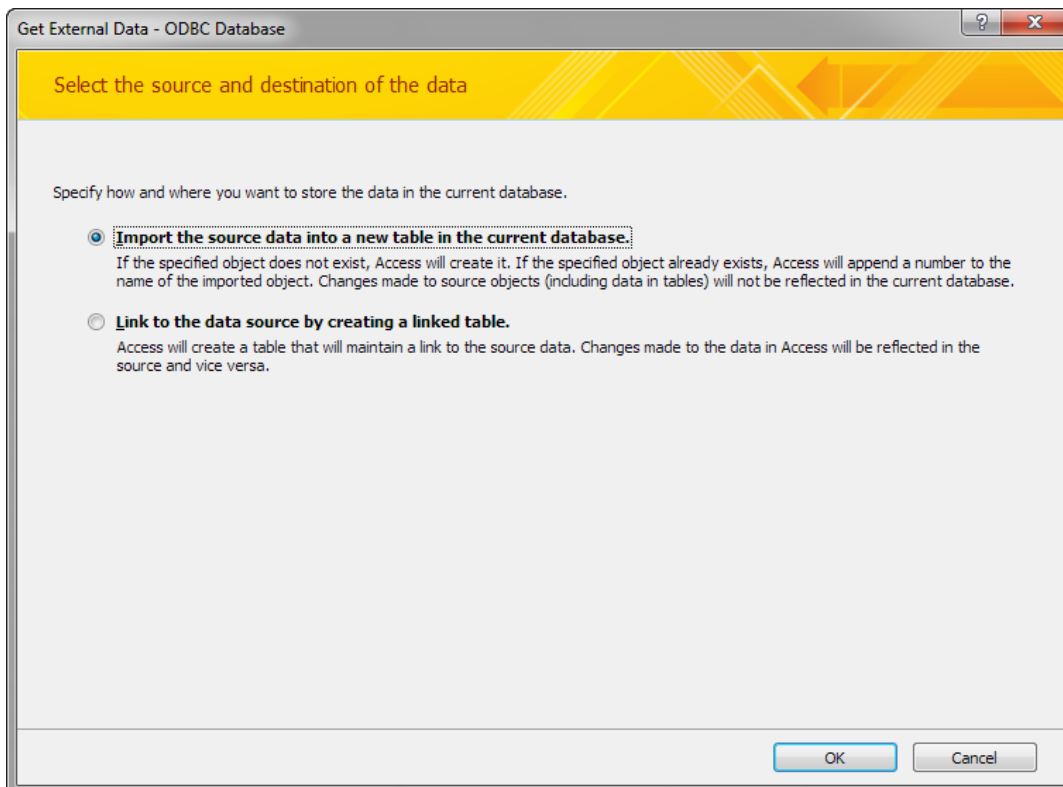 Get External Data - ODBC Database
?
Select the source and destination of the data
Specify how and where you want to store the data in the current database.
Import the source data into a new table in the current database.
If the specified object does not exist, Access will create it. If the specified object already exists, Access will append a number to the
name of the imported object. Changes made to source objects (including data in tables) will not be reflected in the current database.
Link to the data source by creating a linked table.
Access will create a table that will maintain a link to the source data. Changes made to the data in Access will be reflected in the
source and vice versa.
OK
Cancel